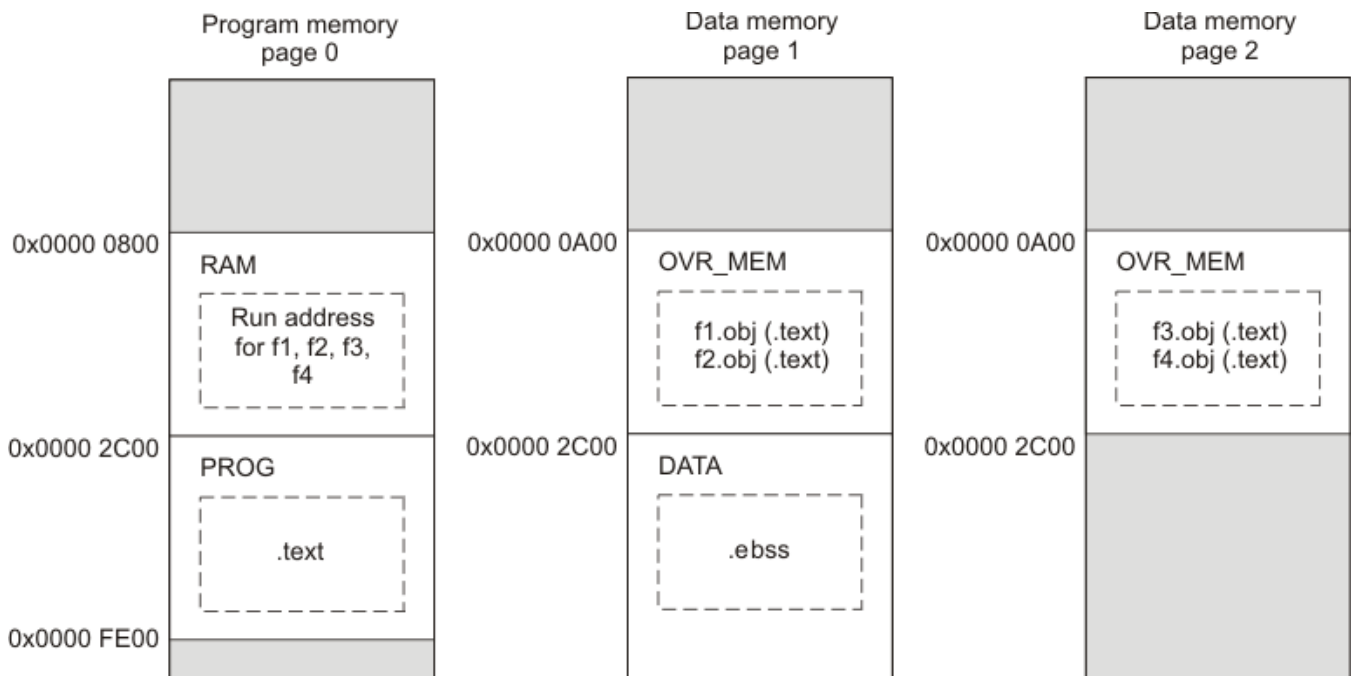 Program memory
page 0
0x0000 0800
RAM
Run address
for f1, f2, f3,
f4
0x0000 2C00
PROG
.text
0x0000 FE00
Data memory
page 1
0x0000 0A00
OVR_MEM
f1.obj (.text)
f2.obj (.text)
0x0000 2C00
DATA
.ebss
Data memory
page 2
0x0000 0A00
OVR_MEM
f3.obj (.text)
f4.obj (.text)
0x0000 2C00